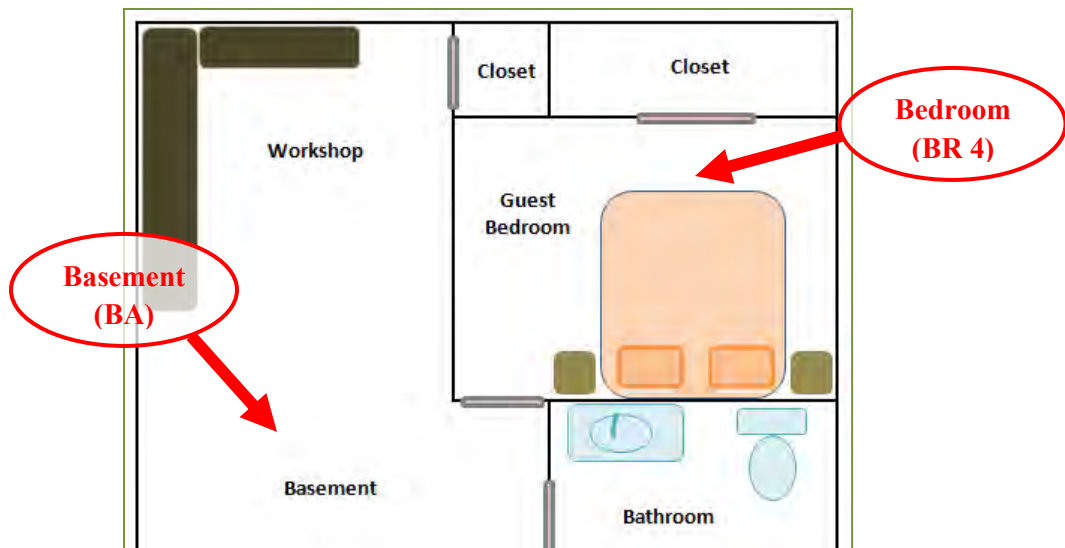 Closet
Closet
Bedroom
(BR 4)
Workshop
Guest
Bedroom
Basement
(BA)
Basement
Bathroom